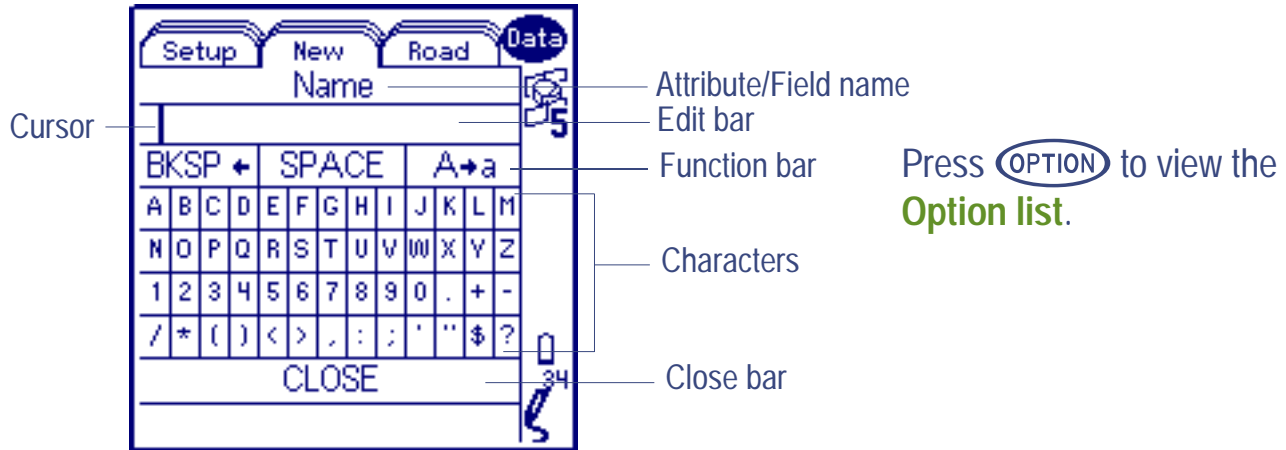 Setup New Road Data
Name
Attribute/Field name
Cursor
Edit bar
5
BKSP ← SPACE A→a
Function bar
Press OPTION to view the
Option list.
A B C D E F G H I J K L M
N O P Q R S T U V W X Y Z
Characters
1 2 3 4 5 6 7 8 9 0 . + -
/ * ( ) < > , : ; ' " $ ?
CLOSE
Close bar
34